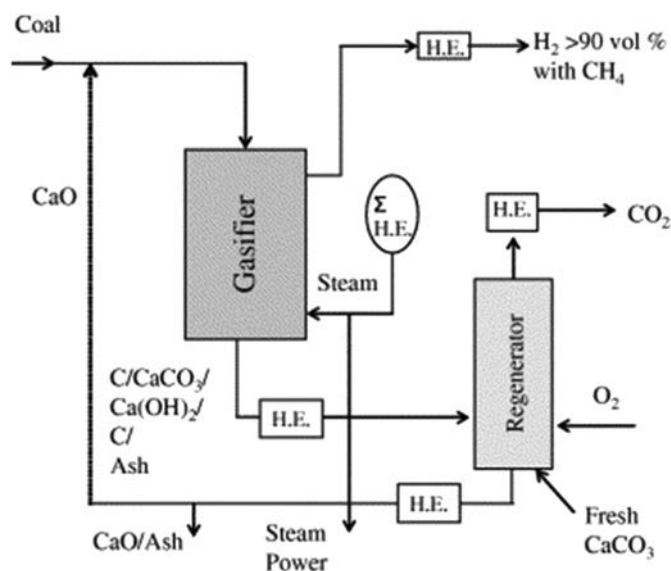 Coal
H.E.
H₂ >90 vol %
with CH₄
CaO
Gasifier
Σ
H.E.
H.E.
CO₂
Steam
Regenerator
C/CaCO₃/
Ca(OH)₂/
C/
Ash
H.E.
O₂
H.E.
CaO/Ash
Steam
Power
Fresh
CaCO₃